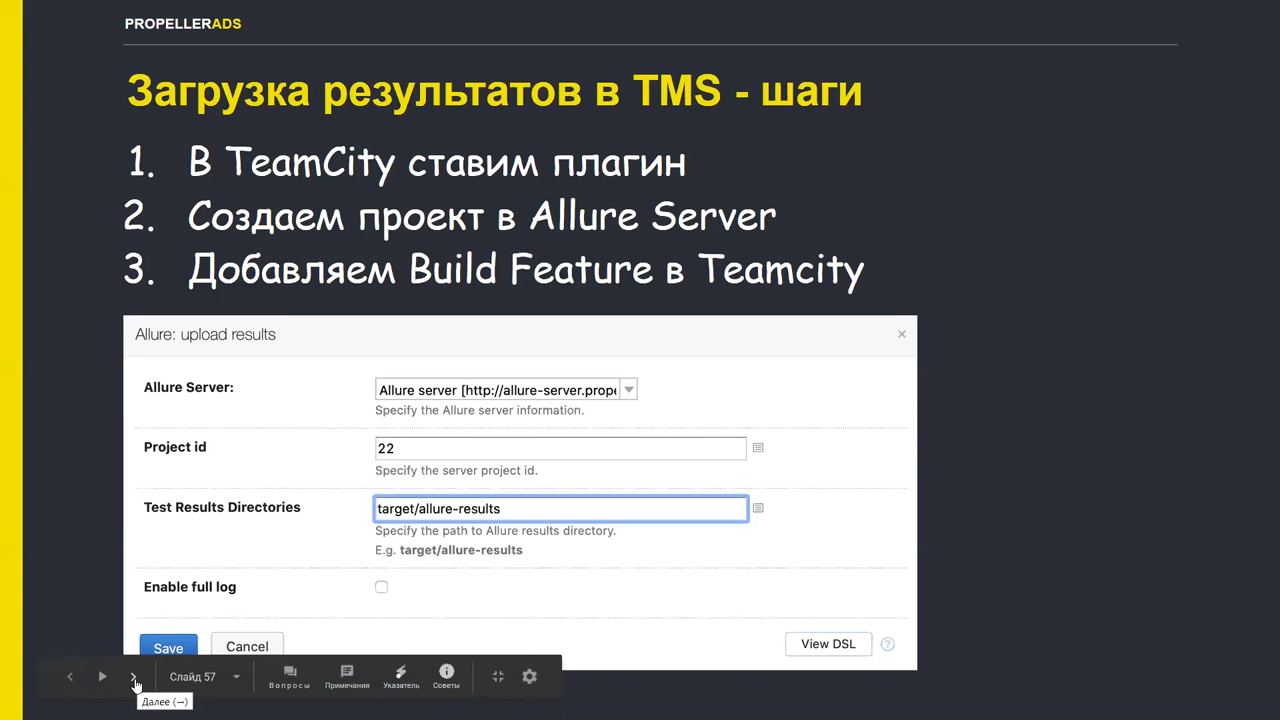 PROPELLERADS
Загрузка результатов в TMS - шаги
1. В TeamCity ставим плагин
2. Создаем проект в Allure Server
3. Добавляем Build Feature в Teamcity
Allure: upload results ×
Allure Server: Allure server [http://allure-server.prope
Specify the Allure server information.
Project id 22
Specify the server project id.
Test Results Directories target/allure-results
Specify the path to Allure results directory.
E.g. target/allure-results
Enable full log
Save Cancel View DSL ?
Слайд 57 Вопросы Примечания Указатель Советы
Далее (→)